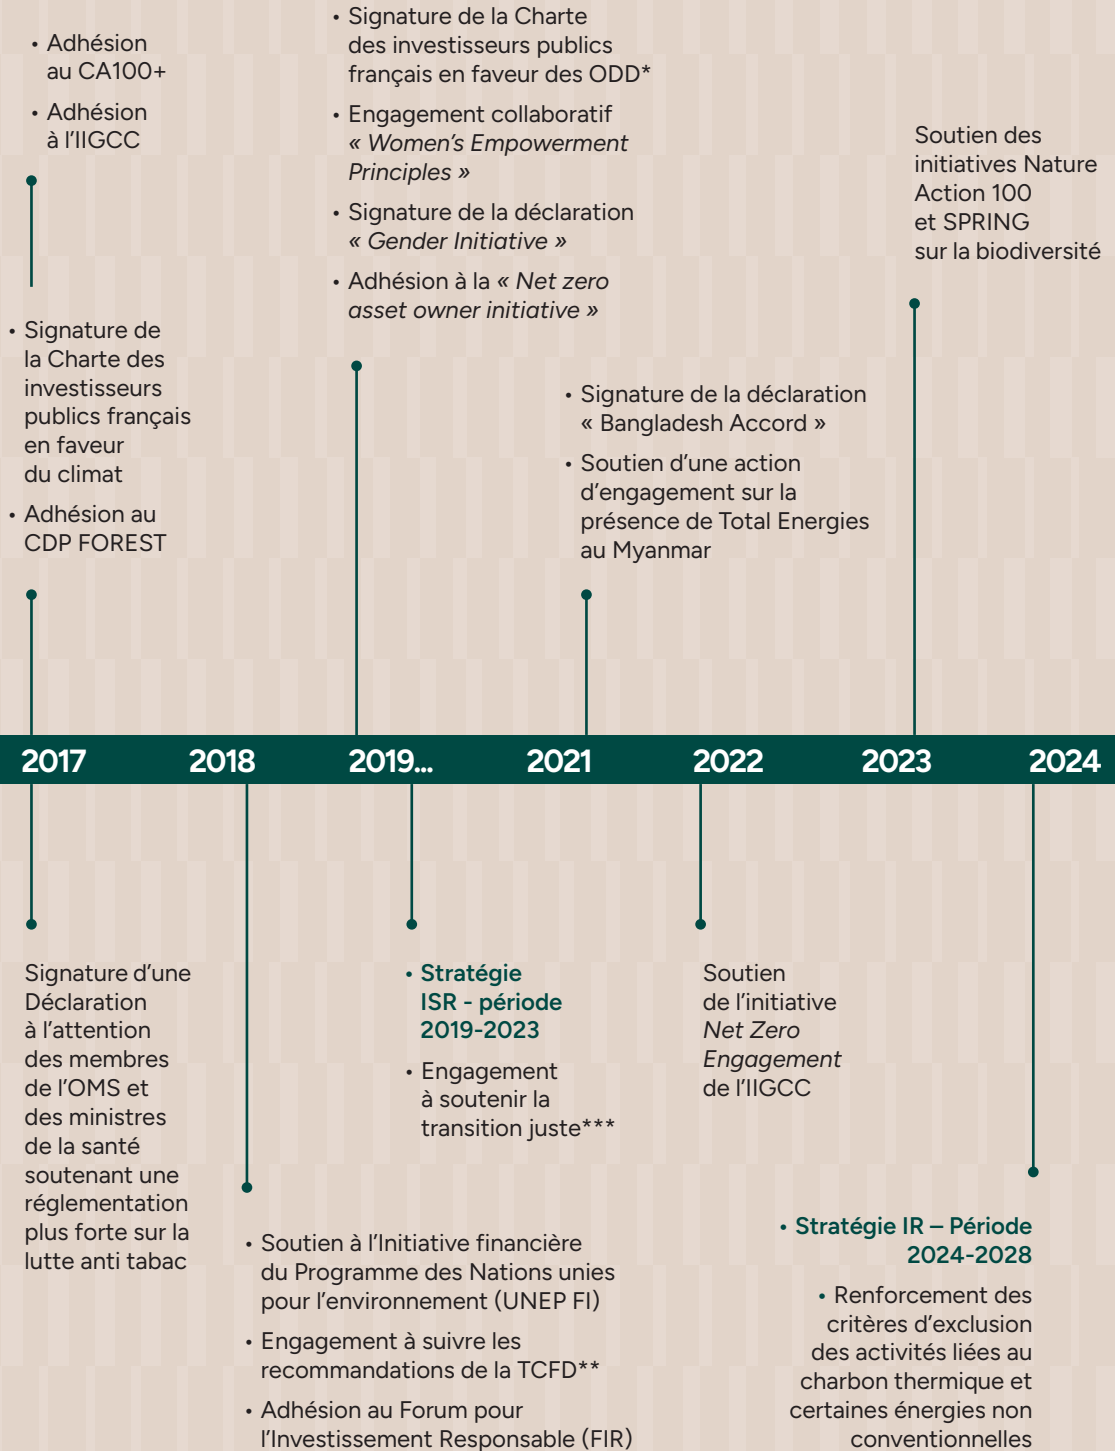 • Adhésion
au CA100+
• Adhésion
à l'IIGCC
• Signature de
la Charte des
investisseurs
publics français
en faveur
du climat
• Adhésion au
CDP FOREST
• Signature de la Charte
des investisseurs publics
français en faveur des ODD*
• Engagement collaboratif
« Women's Empowerment
Principles »
• Signature de la déclaration
« Gender Initiative »
• Adhésion à la « Net zero
asset owner initiative »
• Signature de la déclaration
« Bangladesh Accord »
• Soutien d'une action
d'engagement sur la
présence de Total Energies
au Myanmar
Soutien des
initiatives Nature
Action 100
et SPRING
sur la biodiversité
2017 2018 2019... 2021 2022 2023 2024
Signature d'une
Déclaration
à l'attention
des membres
de l'OMS et
des ministres
de la santé
soutenant une
réglementation
plus forte sur la
lutte anti tabac
• Soutien à l'Initiative financière
du Programme des Nations unies
pour l'environnement (UNEP FI)
• Engagement à suivre les
recommandations de la TCFD**
• Adhésion au Forum pour
l'Investissement Responsable (FIR)
• Stratégie
ISR - période
2019-2023
• Engagement
à soutenir la
transition juste***
Soutien
de l'initiative
Net Zero
Engagement
de l'IIGCC
• Stratégie IR – Période
2024-2028
• Renforcement des
critères d'exclusion
des activités liées au
charbon thermique et
certaines énergies non
conventionnelles